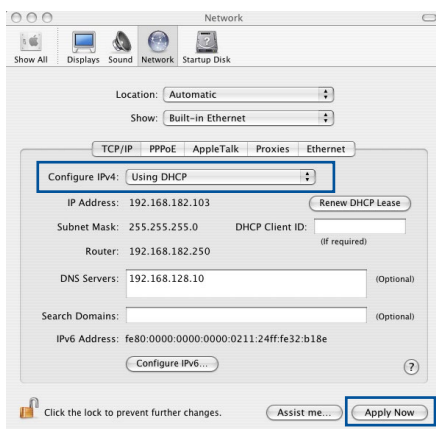 Network
Show All Displays Sound Network Startup Disk
Location: Automatic
Show: Built-in Ethernet
TCP/IP PPPoE AppleTalk Proxies Ethernet
Configure IPv4: Using DHCP
IP Address: 192.168.182.103 Renew DHCP Lease
Subnet Mask: 255.255.255.0 DHCP Client ID:
(If required)
Router: 192.168.182.250
DNS Servers: 192.168.128.10 (Optional)
Search Domains: (Optional)
IPv6 Address: fe80:0000:0000:0000:0211:24ff:fe32:b18e
Configure IPv6... ?
Click the lock to prevent further changes. Assist me... Apply Now